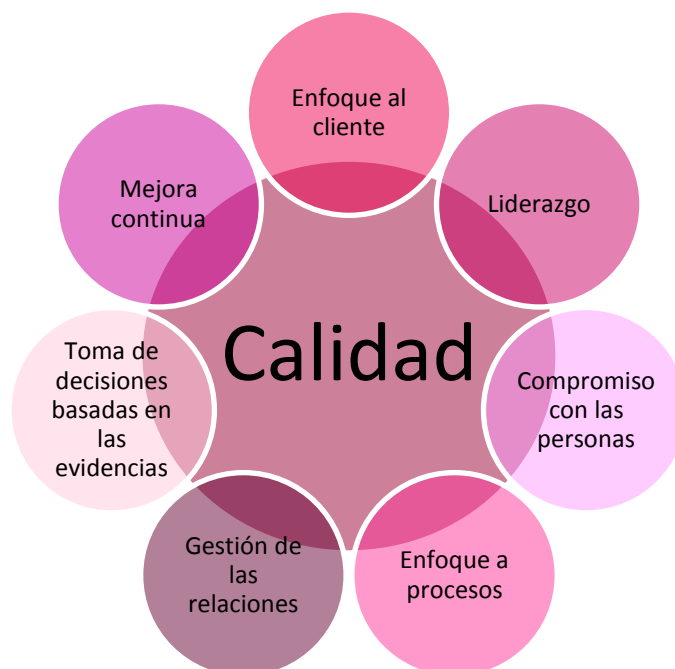 Enfoque al
cliente
Liderazgo
Compromiso
con las
personas
Enfoque a
procesos
Gestión de
las
relaciones
Toma de
decisiones
basadas en
las
evidencias
Mejora
continua
Calidad